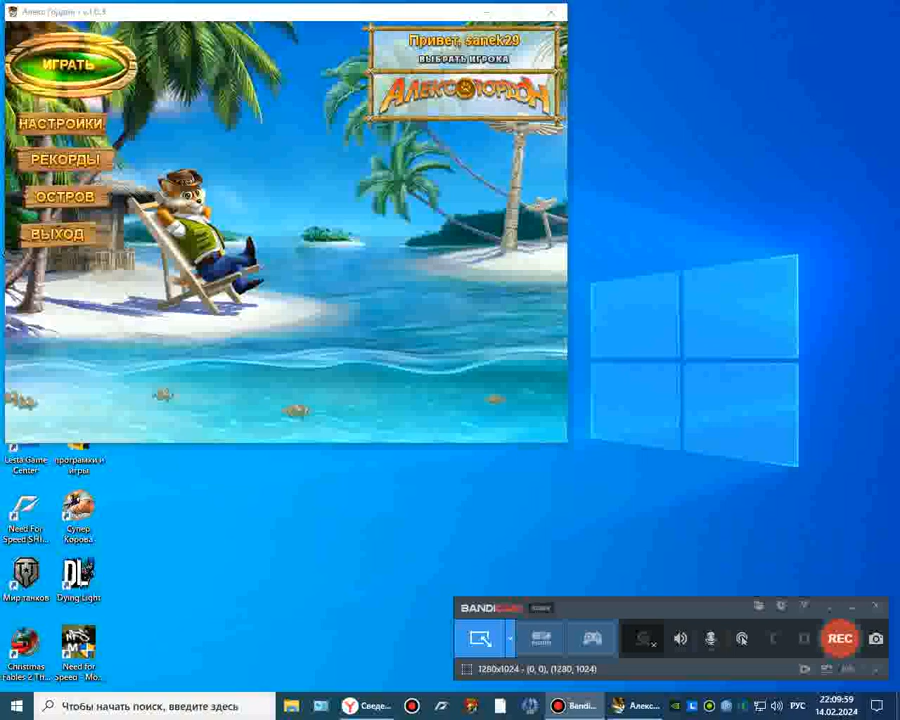 Алекс Гордон - v.1.0.3
ИГРАТЬ
НАСТРОЙКИ
РЕКОРДЫ
ОСТРОВ
ВЫХОД
Привет, sanek29
ВЫБРАТЬ ИГРОКА
АЛЕКС ГОРДОН
Lesta Game
Center
програмки и
игры
Need For
Speed SHI...
Супер
Корова
Мир танков
Dying Light
Christmas
Fables 2 Th...
Need for
Speed - Mo...
BANDICAM
REC
1280x1024 - (0, 0), (1280, 1024)
Чтобы начать поиск, введите здесь
Сведе...
Bandi...
Алекс...
РУС
22:09:59
14.02.2024